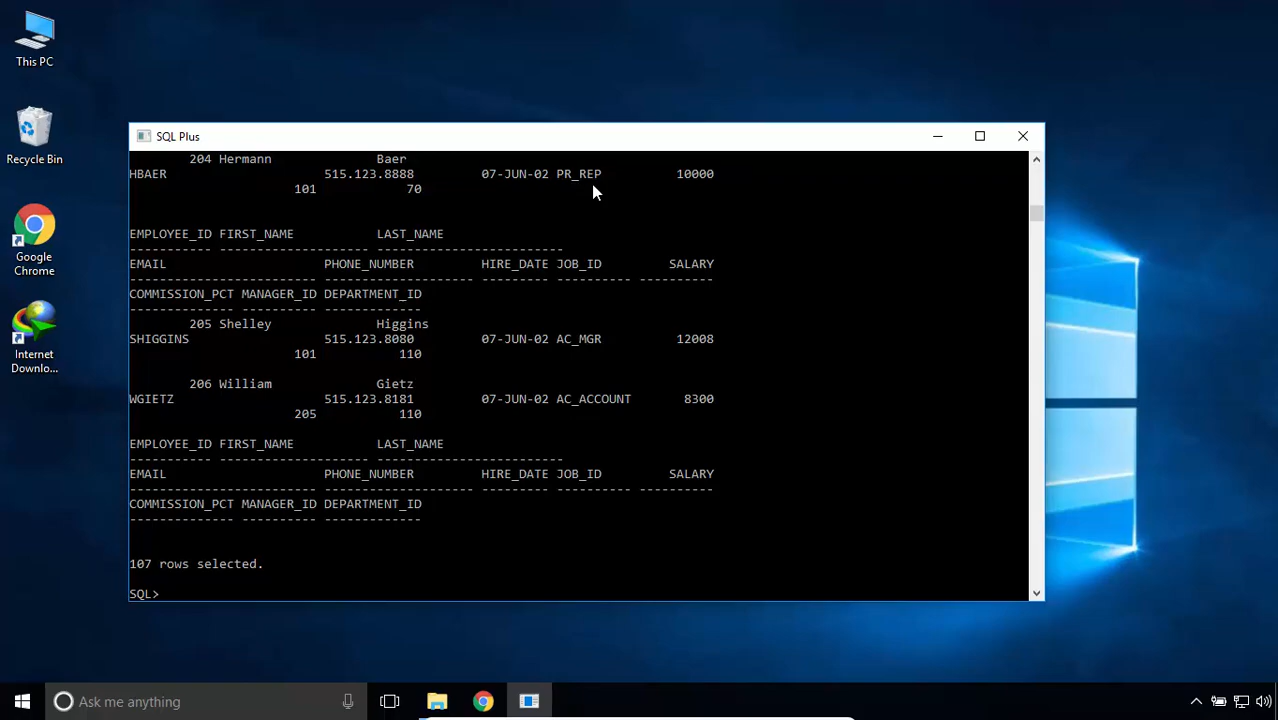 This PC
Recycle Bin
Google
Chrome
Internet
Downlo...
SQL Plus
204 Hermann Baer
HBAER 515.123.8888 07-JUN-02 PR_REP 10000
101 70
EMPLOYEE_ID FIRST_NAME LAST_NAME
----------- -------------------- -------------------------
EMAIL PHONE_NUMBER HIRE_DATE JOB_ID SALARY
------------------------- -------------------- --------- ---------- ----------
COMMISSION_PCT MANAGER_ID DEPARTMENT_ID
-------------- ---------- -------------
205 Shelley Higgins
SHIGGINS 515.123.8080 07-JUN-02 AC_MGR 12008
101 110
206 William Gietz
WGIETZ 515.123.8181 07-JUN-02 AC_ACCOUNT 8300
205 110
EMPLOYEE_ID FIRST_NAME LAST_NAME
----------- -------------------- -------------------------
EMAIL PHONE_NUMBER HIRE_DATE JOB_ID SALARY
------------------------- -------------------- --------- ---------- ----------
COMMISSION_PCT MANAGER_ID DEPARTMENT_ID
-------------- ---------- -------------
107 rows selected.
SQL>
Ask me anything